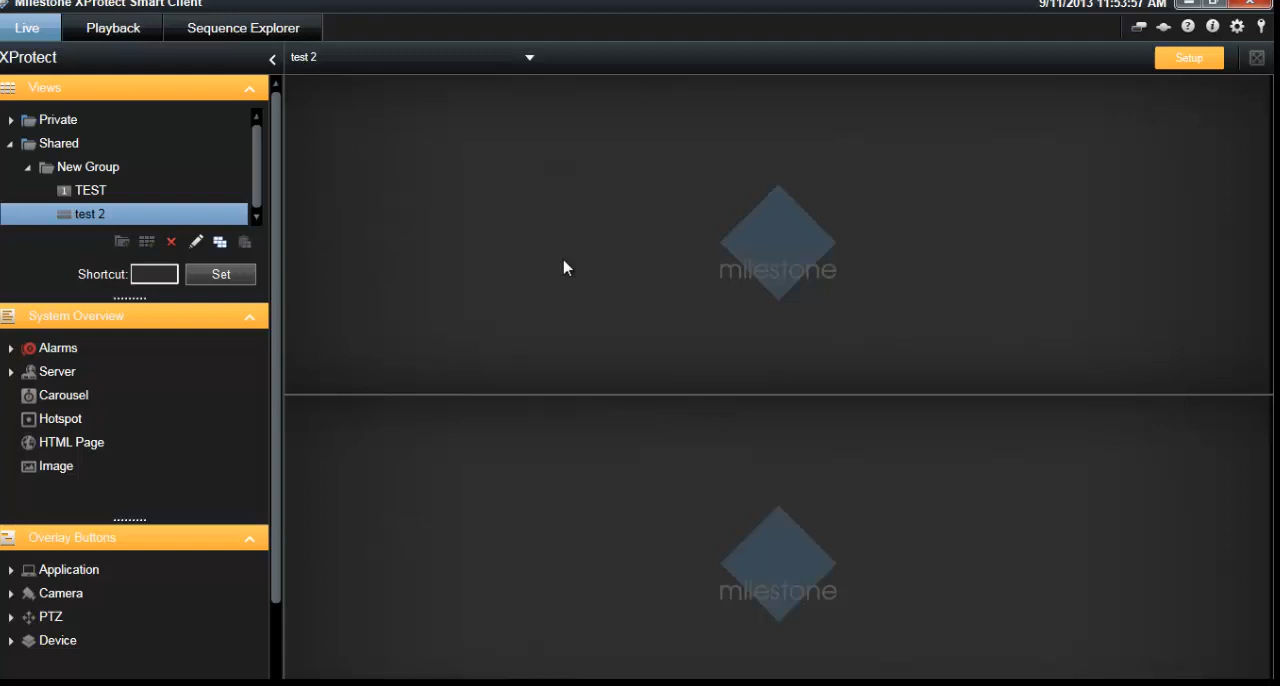 Milestone XProtect Smart Client
9/11/2013 11:53:57 AM
Live
Playback
Sequence Explorer
XProtect
test 2
Setup
Views
Private
Shared
New Group
1 TEST
test 2
Shortcut:
Set
System Overview
Alarms
Server
Carousel
Hotspot
HTML Page
Image
Overlay Buttons
Application
Camera
PTZ
Device
milestone
milestone